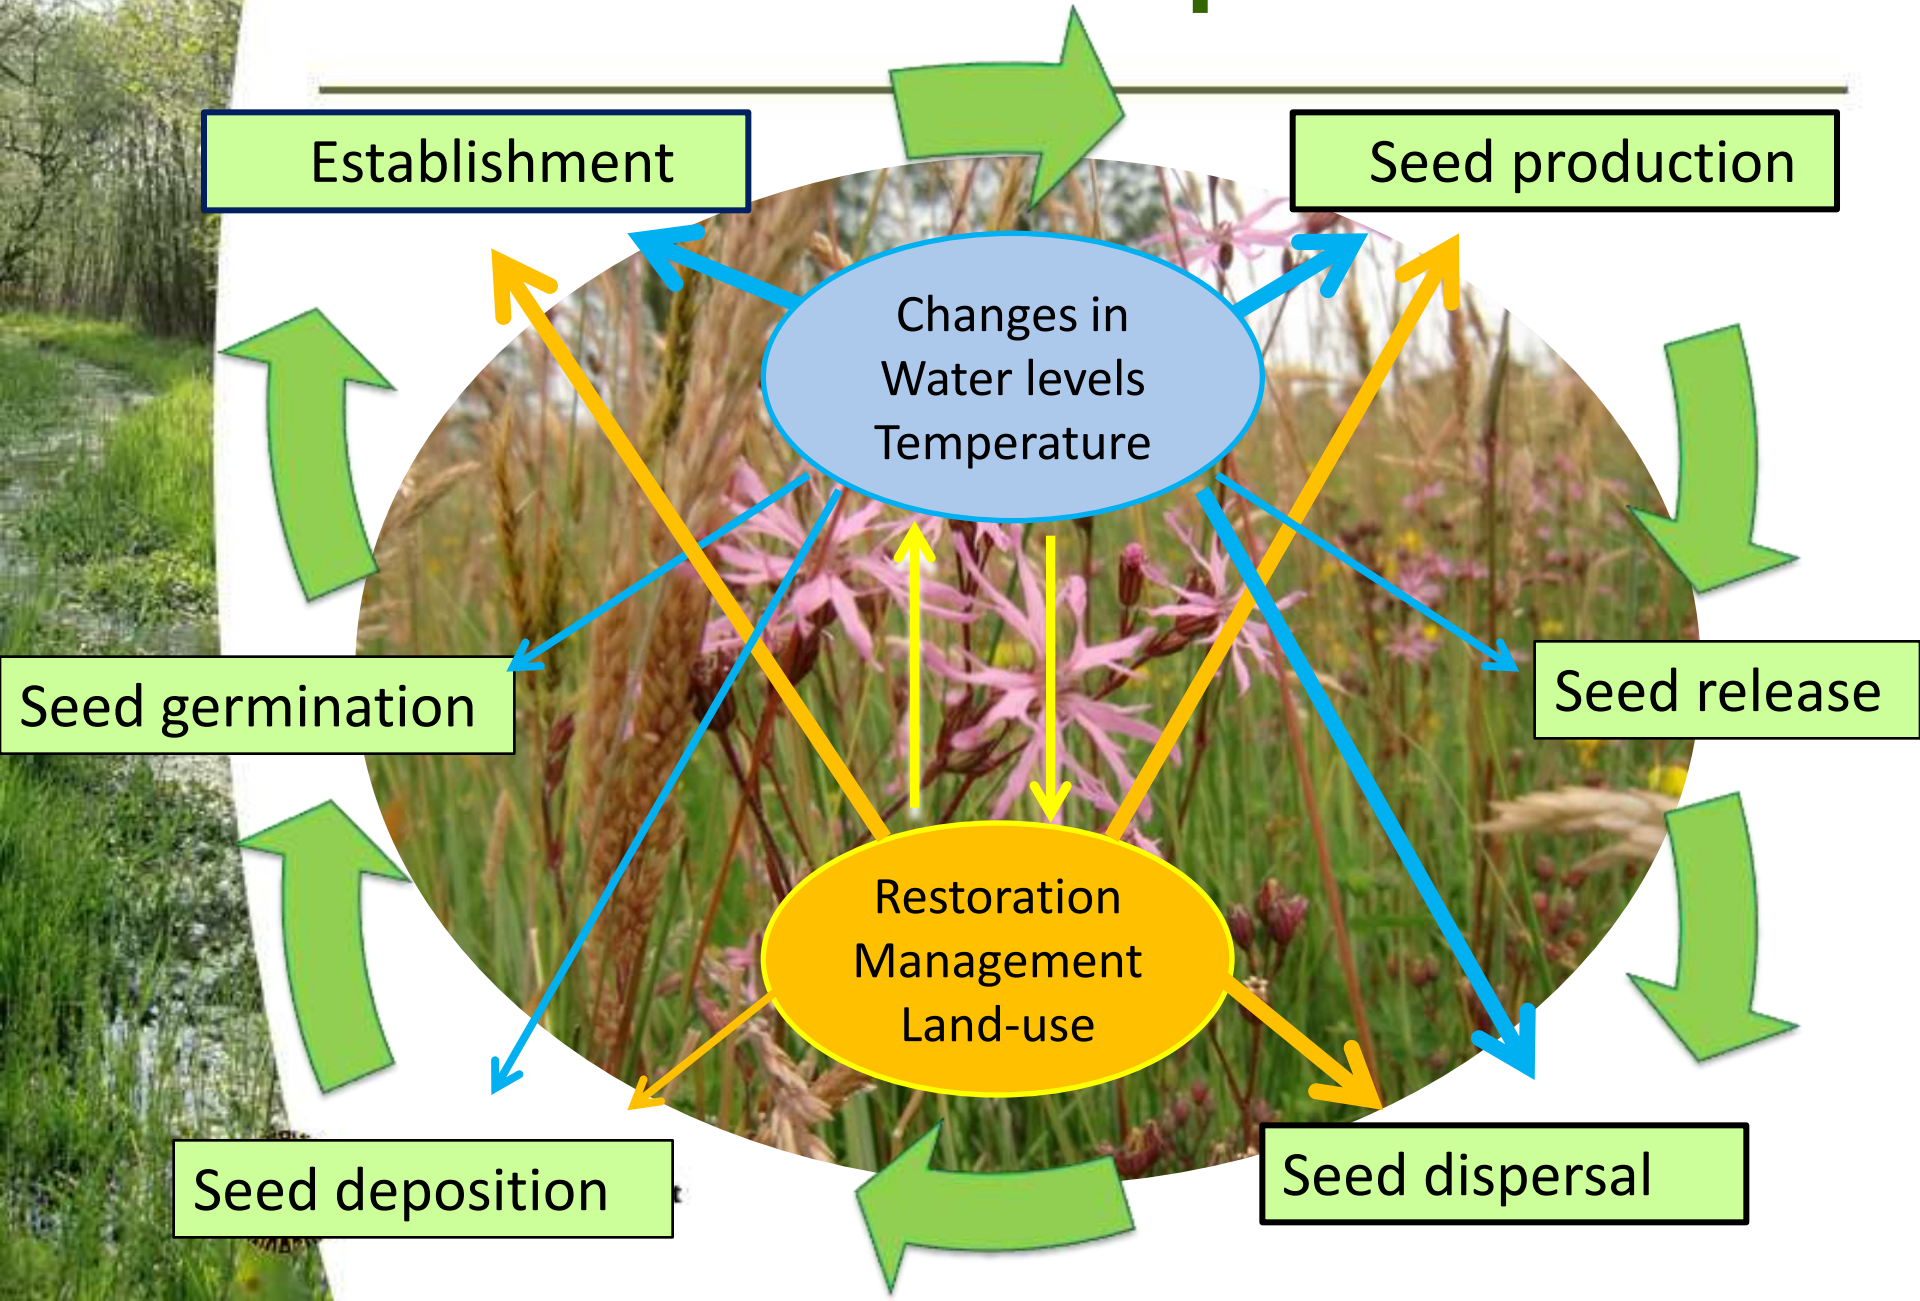 Establishment
Seed production
Changes in
Water levels
Temperature
Seed germination
Seed release
Restoration
Management
Land-use
Seed deposition
Seed dispersal